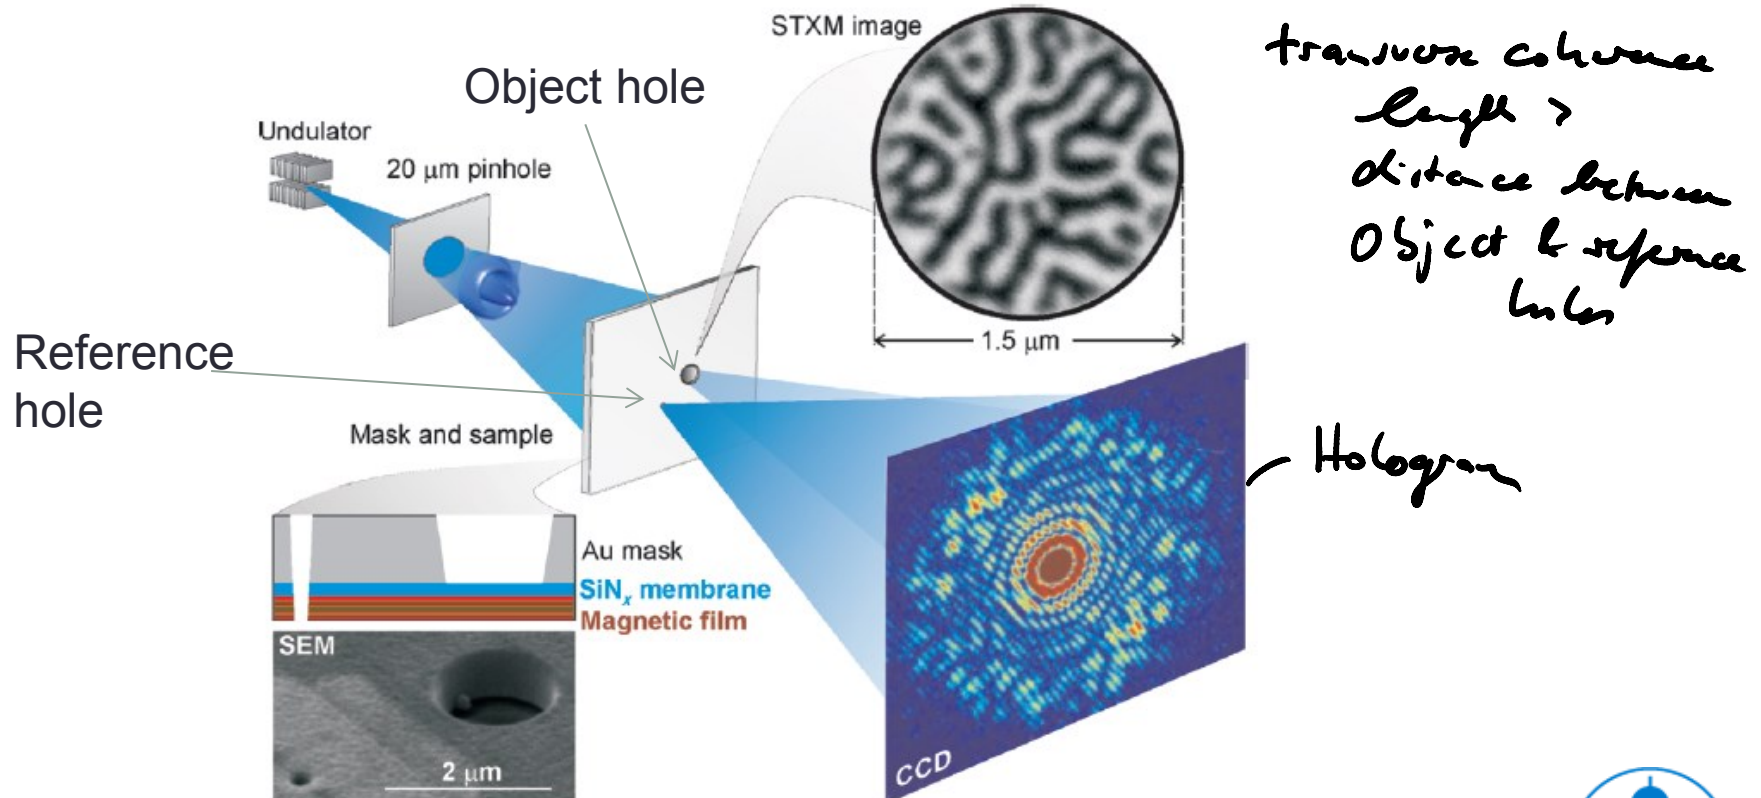 STXM image
Object hole
Undulator
20 μm pinhole
transverse coherence
length >
distance between
Object & reference
holes
1.5 μm
Reference
hole
Mask and sample
Hologram
Au mask
SiNx membrane
Magnetic film
SEM
2 μm
CCD